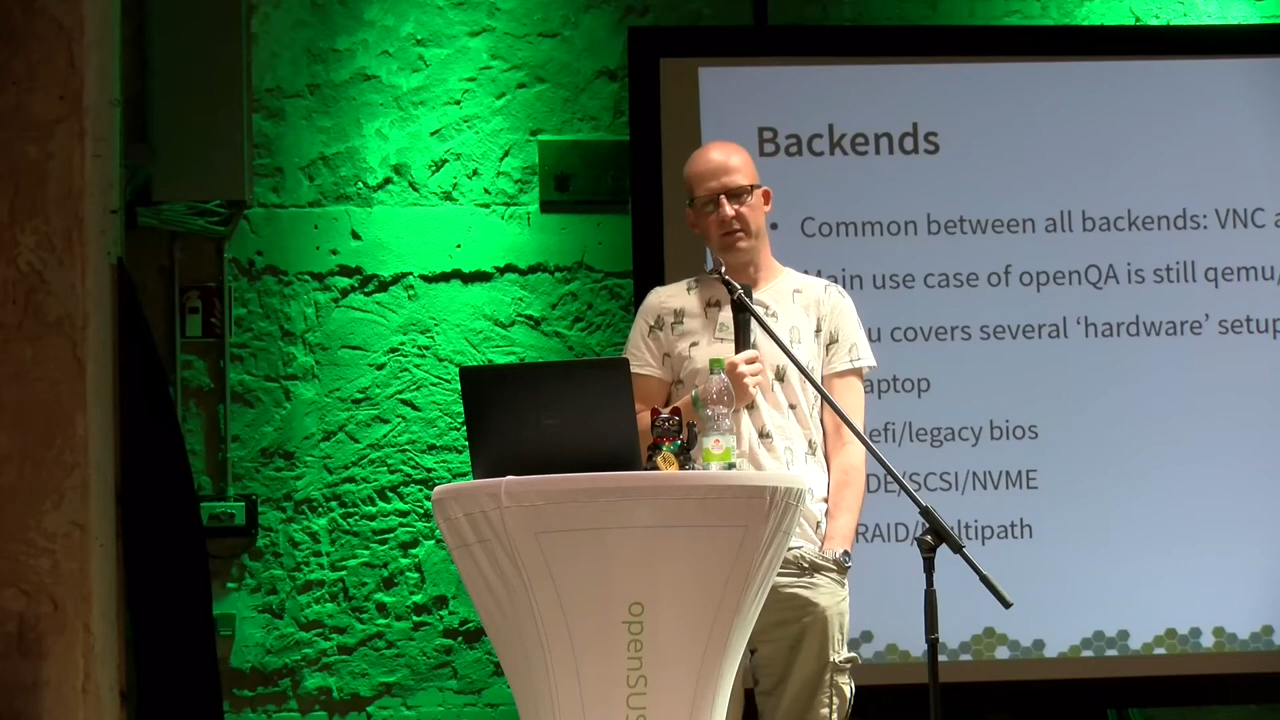 Backends
Common between all backends: VNC a
Main use case of openQA is still qemu/
u covers several ‘hardware’ setup
aptop
efi/legacy bios
DE/SCSI/NVME
RAID/Multipath
openSUS